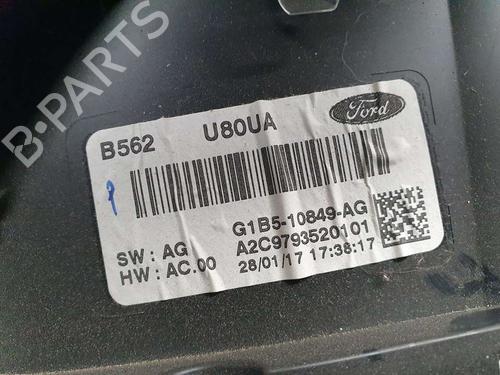 B562 U80UA
Ford
G1B5-10849-AG
SW : AG A2C9793520101
HW : AC.00 28/01/17 17:38:17
B-PARTS